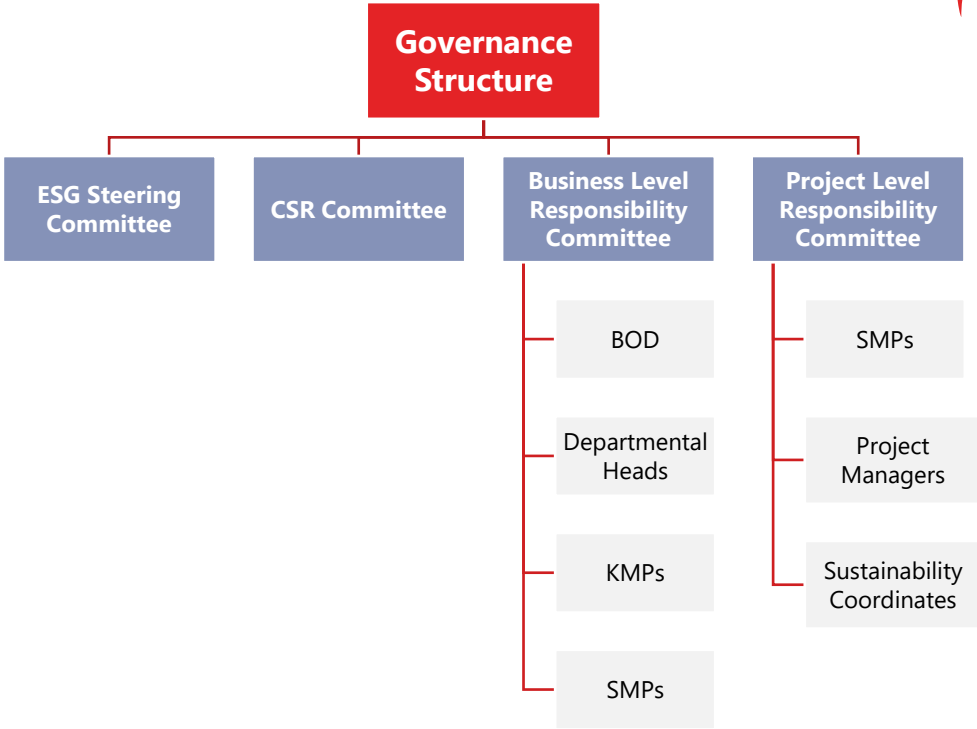 Governance
Structure
ESG Steering
Committee
CSR Committee
Business Level
Responsibility
Committee
Project Level
Responsibility
Committee
BOD
Departmental
Heads
KMPs
SMPs
SMPs
Project
Managers
Sustainability
Coordinates